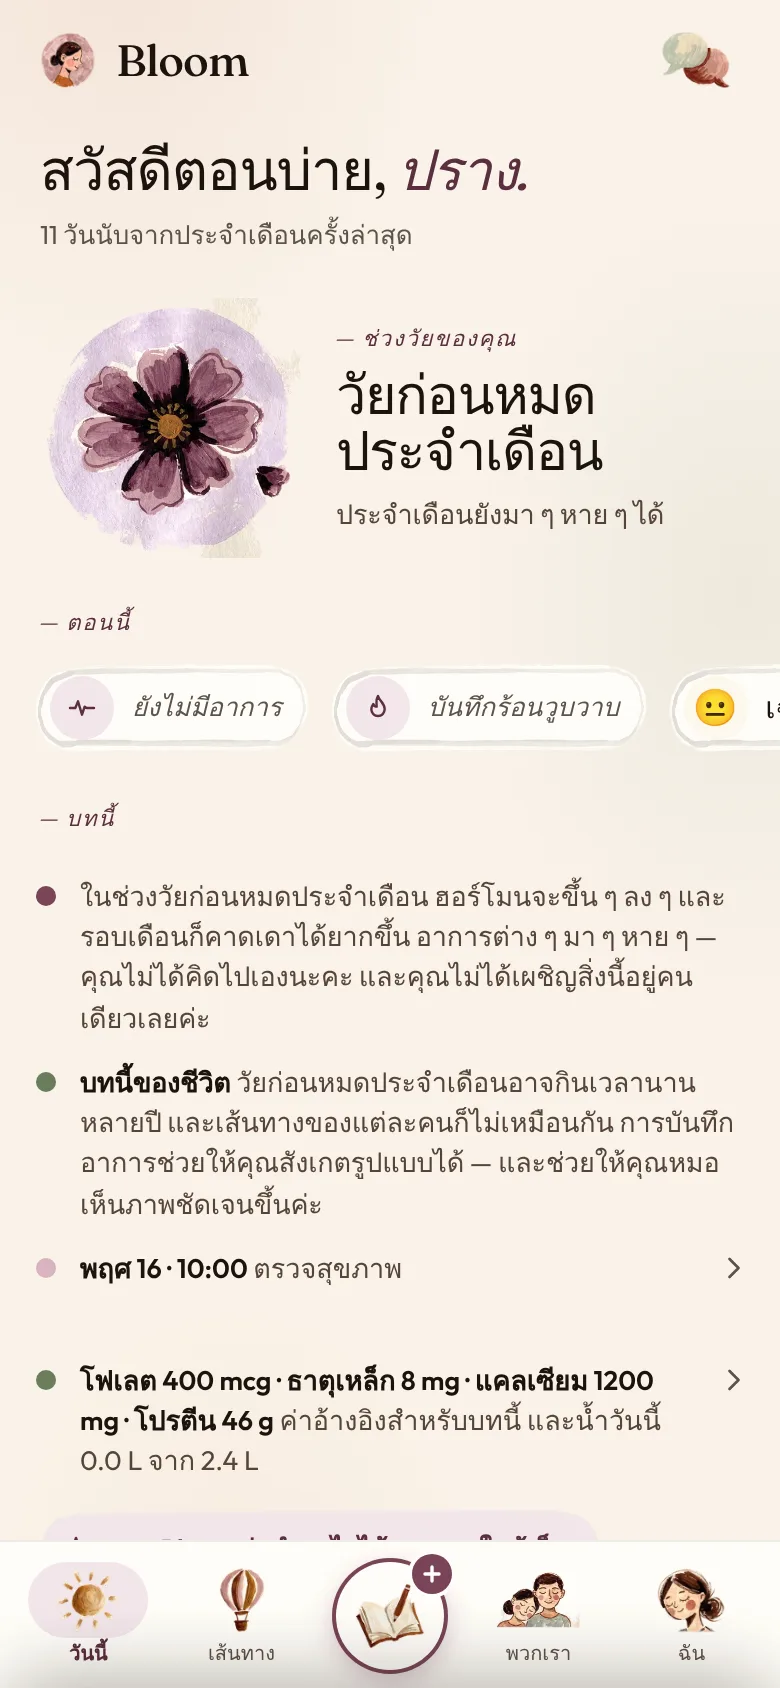 Bloom
สวัสดีตอนบ่าย, ปราง.
11 วันนับจากประจำเดือนครั้งล่าสุด
— ช่วงวัยของคุณ
วัยก่อนหมด
ประจำเดือน
ประจำเดือนยังมา ๆ หาย ๆ ได้
— ตอนนี้
ยังไม่มีอาการ
บันทึกร้อนวูบวาบ
— บทนี้
ในช่วงวัยก่อนหมดประจำเดือน ฮอร์โมนจะขึ้น ๆ ลง ๆ และ
รอบเดือนก็คาดเดาได้ยากขึ้น อาการต่าง ๆ มา ๆ หาย ๆ —
คุณไม่ได้คิดไปเองนะคะ และคุณไม่ได้เผชิญสิ่งนี้อยู่คน
เดียวเลยค่ะ
บทนี้ของชีวิต วัยก่อนหมดประจำเดือนอาจกินเวลานาน
หลายปี และเส้นทางของแต่ละคนก็ไม่เหมือนกัน การบันทึก
อาการช่วยให้คุณสังเกตรูปแบบได้ — และช่วยให้คุณหมอ
เห็นภาพชัดเจนขึ้นค่ะ
พฤศ 16 · 10:00 ตรวจสุขภาพ
โฟเลต 400 mcg · ธาตุเหล็ก 8 mg · แคลเซียม 1200
mg · โปรตีน 46 g ค่าอ้างอิงสำหรับบทนี้ และน้ำวันนี้
0.0 L จาก 2.4 L
วันนี้
เส้นทาง
พวกเรา
ฉัน